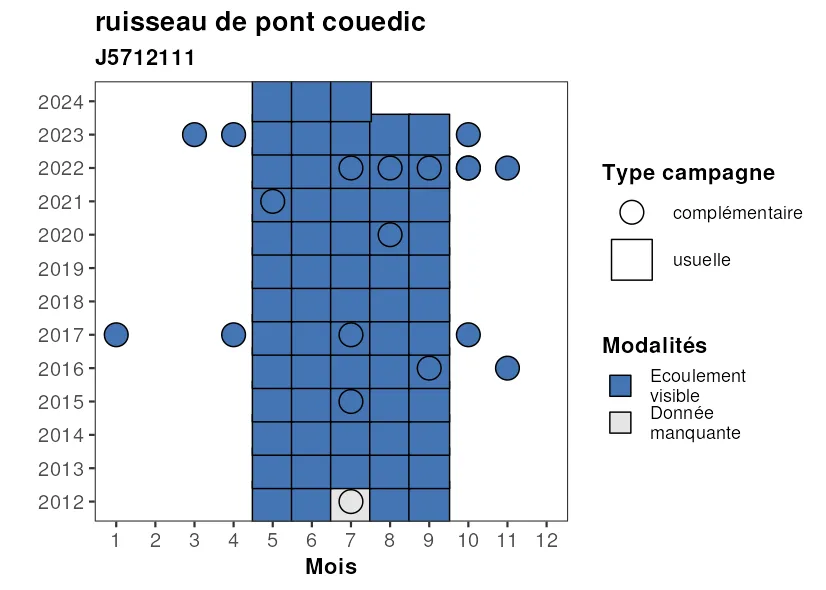 ruisseau de pont couedic
J5712111
2024
2023
2022
2021
2020
2019
2018
2017
2016
2015
2014
2013
2012
1 2 3 4 5 6 7 8 9 10 11 12
Mois
Type campagne
complémentaire
usuelle
Modalités
Ecoulement
visible
Donnée
manquante